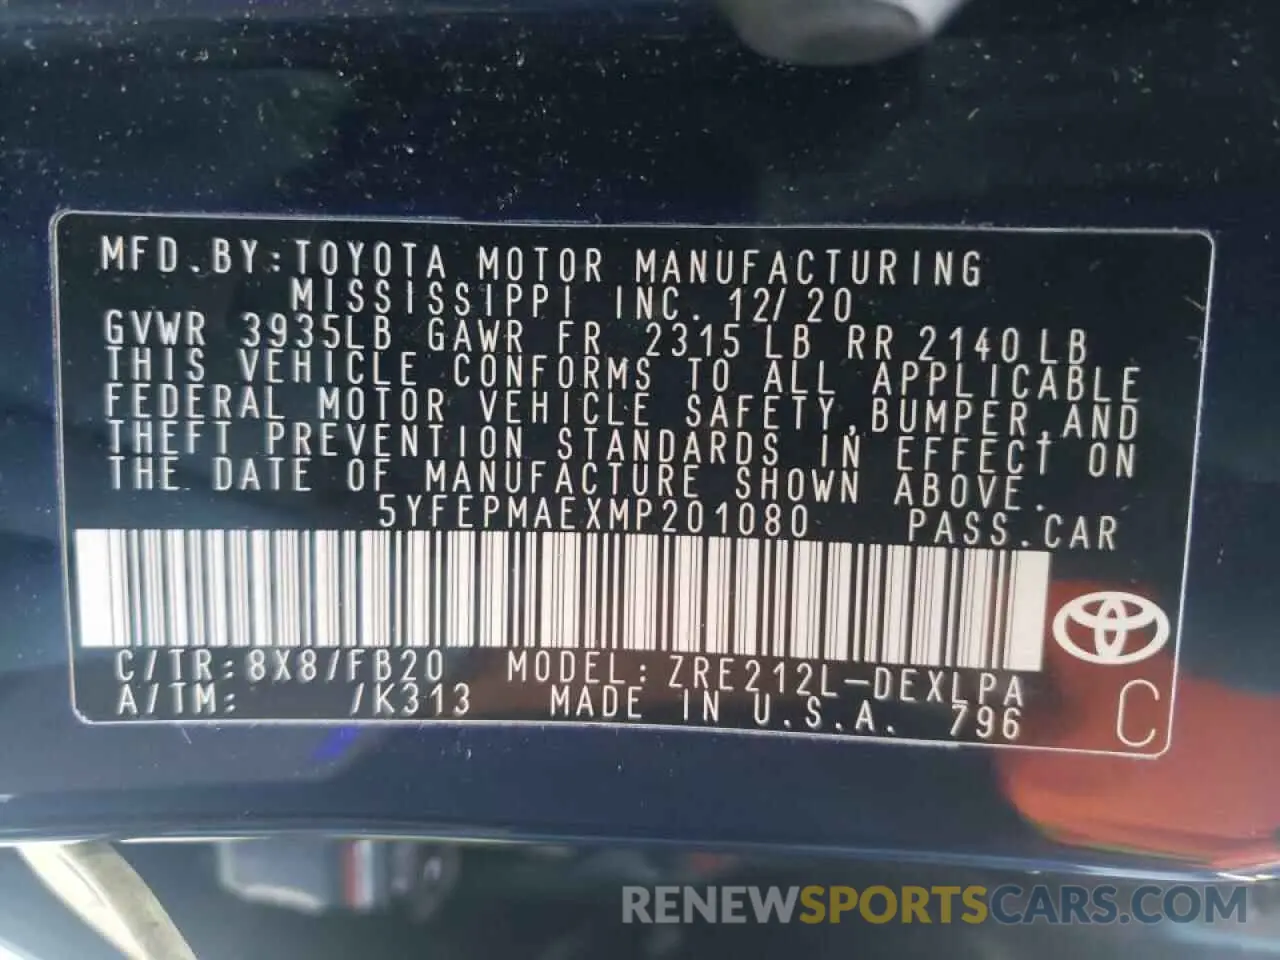 MFD.BY:TOYOTA MOTOR MANUFACTURING
MISSISSIPPI INC. 12/20
GVWR 3935LB GAWR FR 2315LB RR 2140LB
THIS VEHICLE CONFORMS TO ALL APPLICABLE
FEDERAL MOTOR VEHICLE SAFETY,BUMPER,AND
THEFT PREVENTION STANDARDS IN EFFECT ON
THE DATE OF MANUFACTURE SHOWN ABOVE.
5YFEPMAEXMP201080 PASS.CAR
C/TR:8X8/FB20 MODEL:ZRE212L-DEXLPA
A/TM: /K313 MADE IN U.S.A. 796
C
RENEWSPORTSCARS.COM